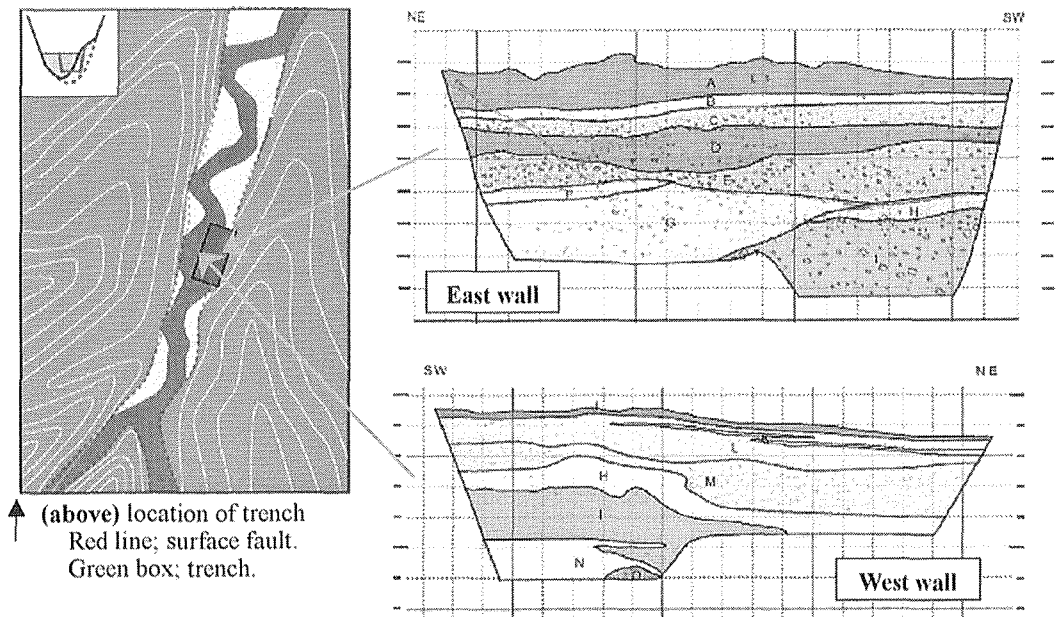 NE
SW
A
B
C
D
E
F
G
H
I
East wall
SW
NE
J
K
L
M
H
I
N
O
West wall
(above) location of trench
Red line; surface fault.
Green box; trench.